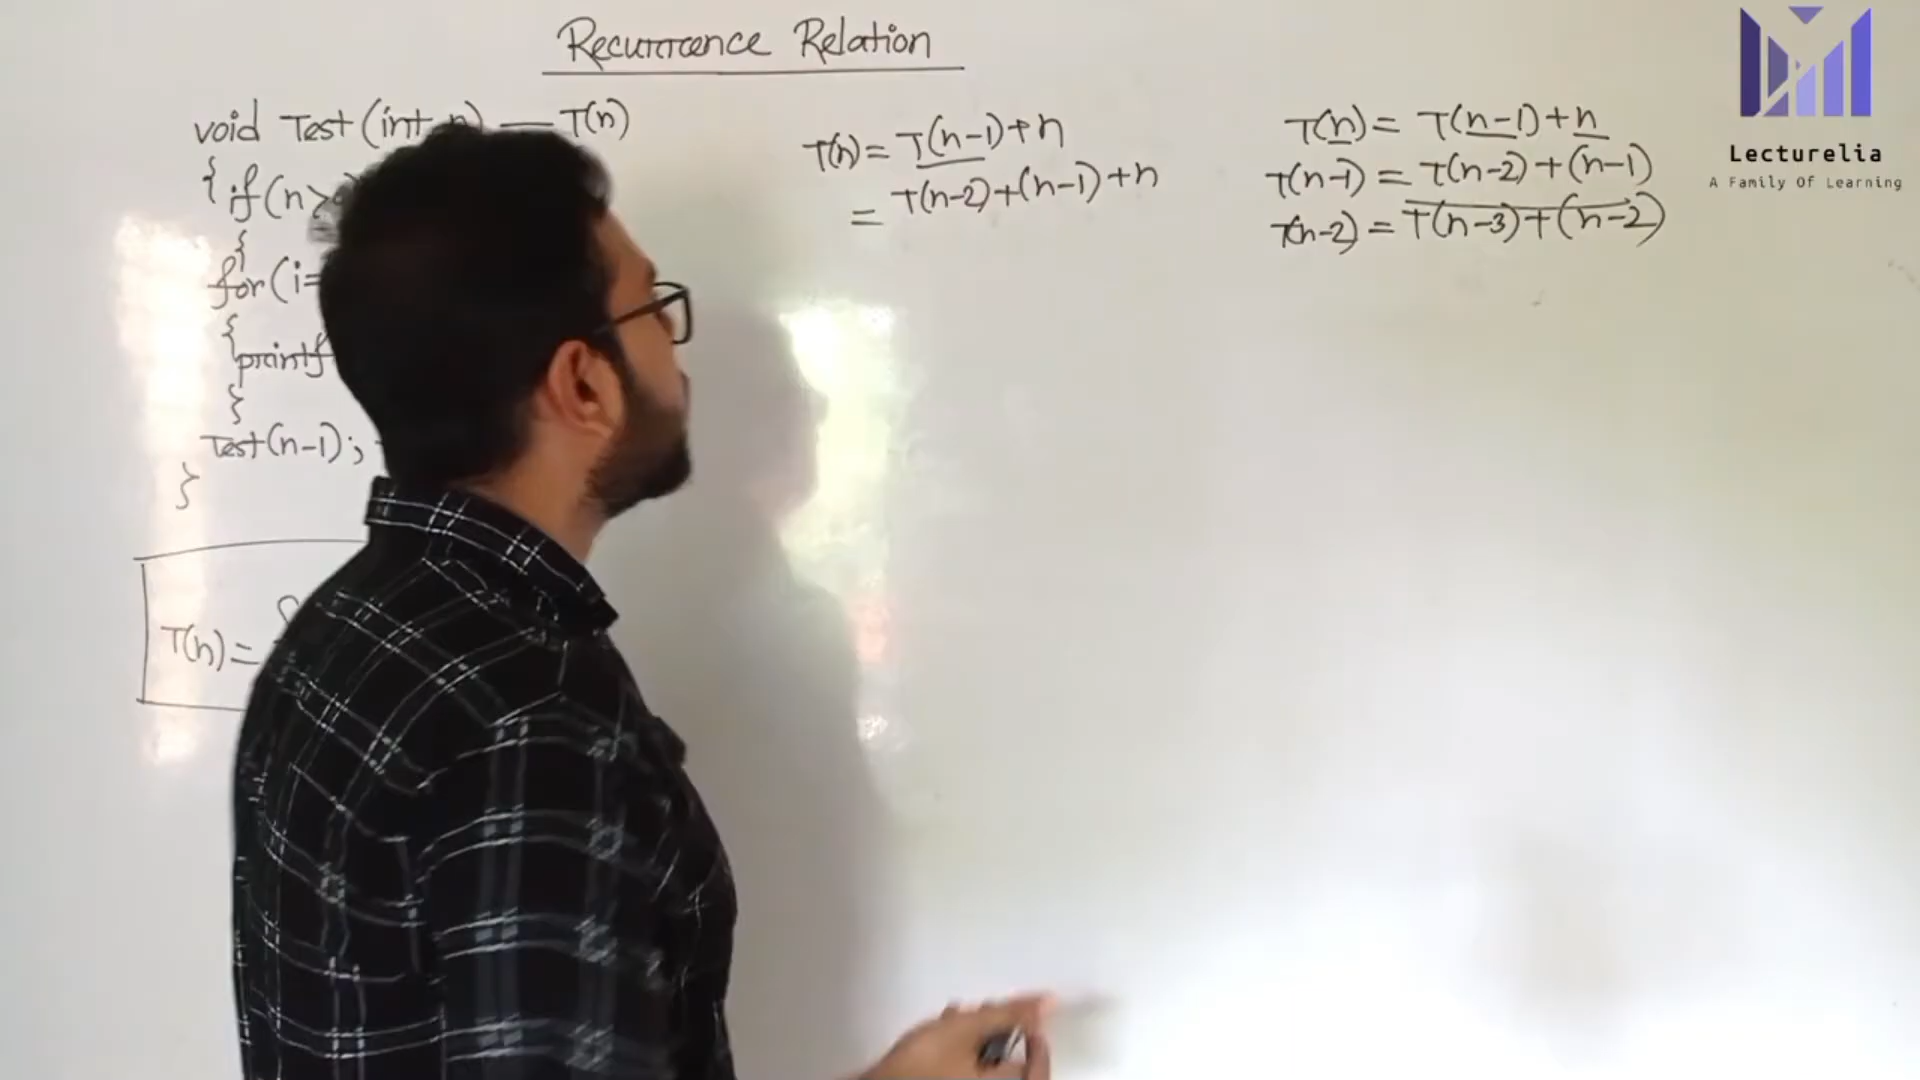 Recurrence Relation
void Test (int n) — T(n)
{ if(n>
{
for(i=
{
printf
}
Test(n-1);
}
T(n)=
T(n)= T(n-1)+n
= T(n-2)+(n-1)+n
T(n)= T(n-1)+n
T(n-1) = T(n-2)+(n-1)
T(n-2) = T(n-3)+(n-2)
Lecturelia
A Family Of Learning